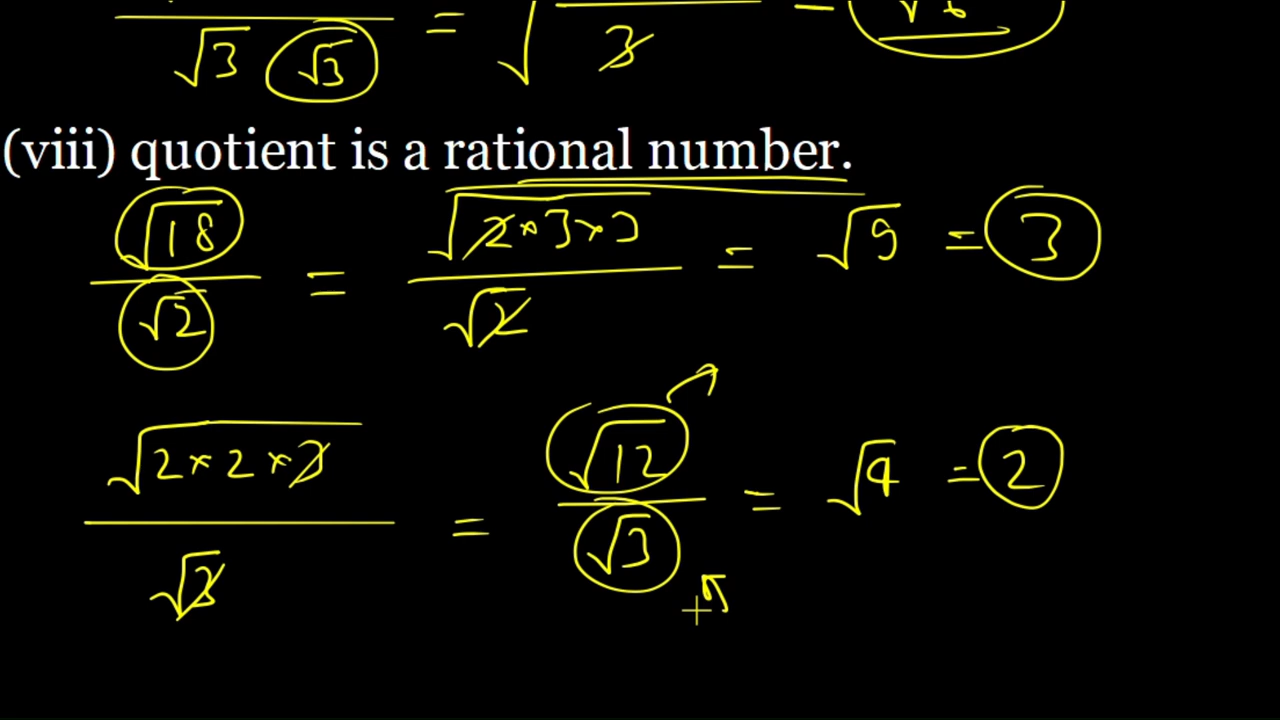 √3 √3 = √ 3 = √6
(viii) quotient is a rational number.
√18 / √2 = √2×3×3 / √2 = √9 = 3
√2×2×3 / √3 = √12 / √3 = √4 = 2